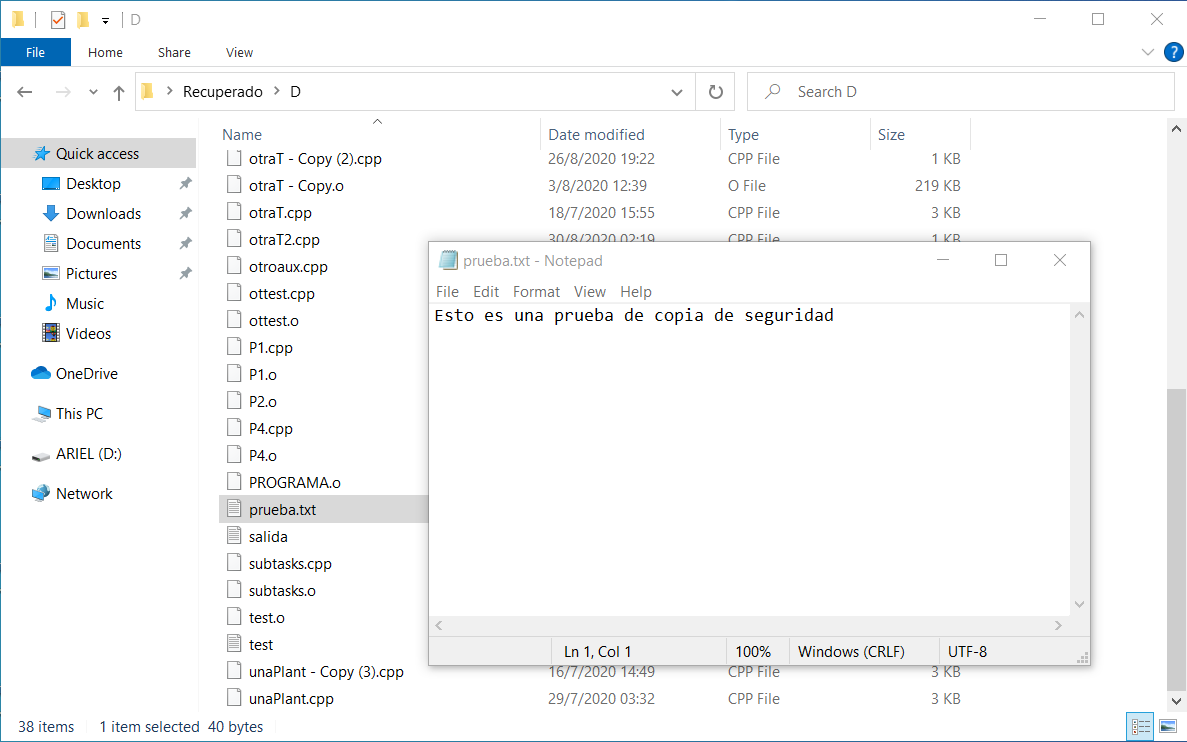 D
File Home Share View
Recuperado D Search D
Name Date modified Type Size
Quick access
Desktop
Downloads
Documents
Pictures
Music
Videos
OneDrive
This PC
ARIEL (D:)
Network
otraT - Copy (2).cpp 26/8/2020 19:22 CPP File 1 KB
otraT - Copy.o 3/8/2020 12:39 O File 219 KB
otraT.cpp 18/7/2020 15:55 CPP File 3 KB
otraT2.cpp 30/8/2020 02:19 CPP File 1 KB
otroaux.cpp
ottest.cpp
ottest.o
P1.cpp
P1.o
P2.o
P4.cpp
P4.o
PROGRAMA.o
prueba.txt
salida
subtasks.cpp
subtasks.o
test.o
test
unaPlant - Copy (3).cpp 16/7/2020 14:49 CPP File 3 KB
unaPlant.cpp 29/7/2020 03:32 CPP File 3 KB
prueba.txt - Notepad
File Edit Format View Help
Esto es una prueba de copia de seguridad
Ln 1, Col 1 100% Windows (CRLF) UTF-8
38 items 1 item selected 40 bytes